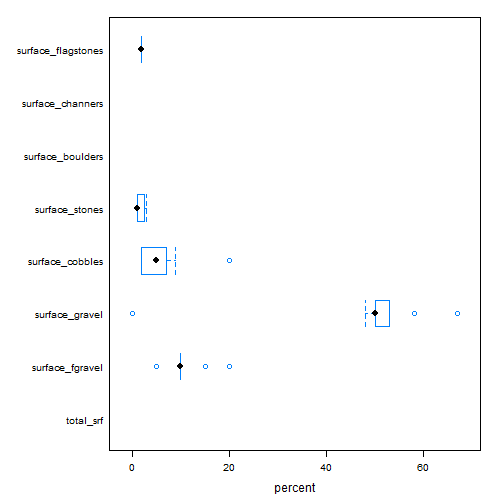 surface_flagstones
surface_channers
surface_boulders
surface_stones
surface_cobbles
surface_gravel
surface_fgravel
total_srf
0 20 40 60
percent